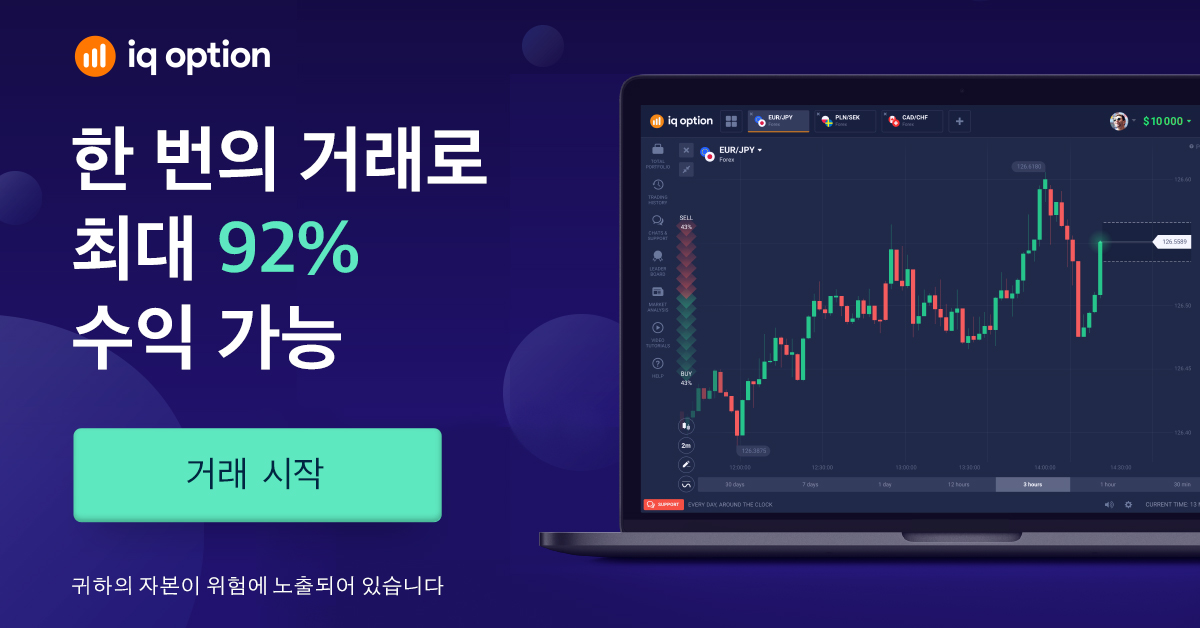 iq option
한 번의 거래로
최대 92%
수익 가능
거래 시작
귀하의 자본이 위험에 노출되어 있습니다
iq option
EUR/JPY
Forex
PLN/SEK
Forex
CAD/CHF
Forex
+
$10 000
EUR/JPY
Forex
TOTAL
PORTFOLIO
TRADING
HISTORY
CHATS &
SUPPORT
LEADER
BOARD
MARKET
ANALYSIS
VIDEO
TUTORIALS
HELP
SELL
43%
BUY
43%
2m
126.6180
126.60
126.5589
126.50
126.45
126.40
126.3875
12:00:00
12:30:00
13:00:00
13:30:00
14:00:00
14:30:00
30 days
7 days
1 day
12 hours
3 hours
1 hour
30 min
SUPPORT
EVERY DAY, AROUND THE CLOCK
CURRENT TIME: 13 M